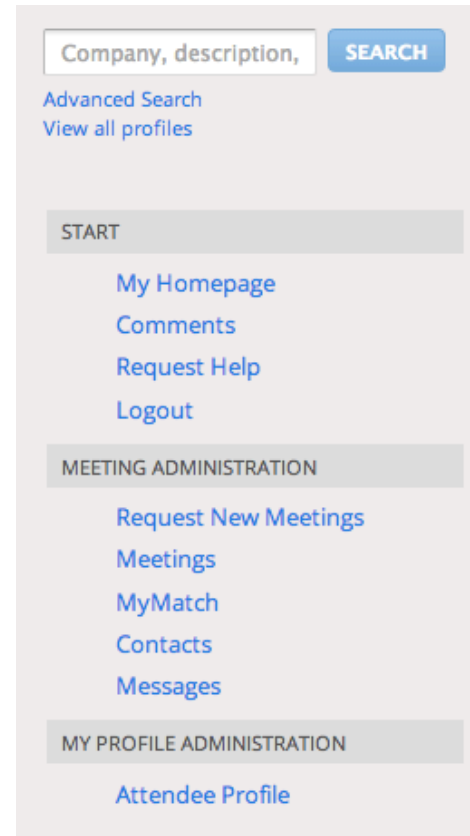 Company, description, SEARCH
Advanced Search
View all profiles
START
My Homepage
Comments
Request Help
Logout
MEETING ADMINISTRATION
Request New Meetings
Meetings
MyMatch
Contacts
Messages
MY PROFILE ADMINISTRATION
Attendee Profile